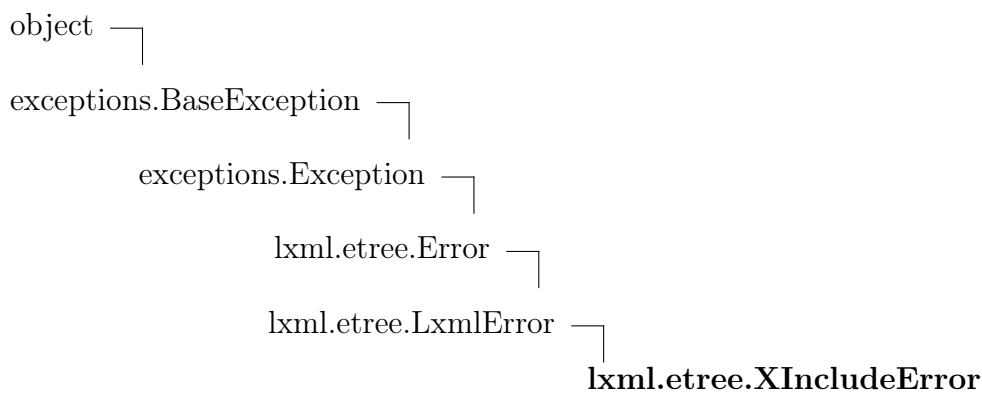 object
exceptions.BaseException
exceptions.Exception
lxml.etree.Error
lxml.etree.LxmlError
lxml.etree.XIncludeError